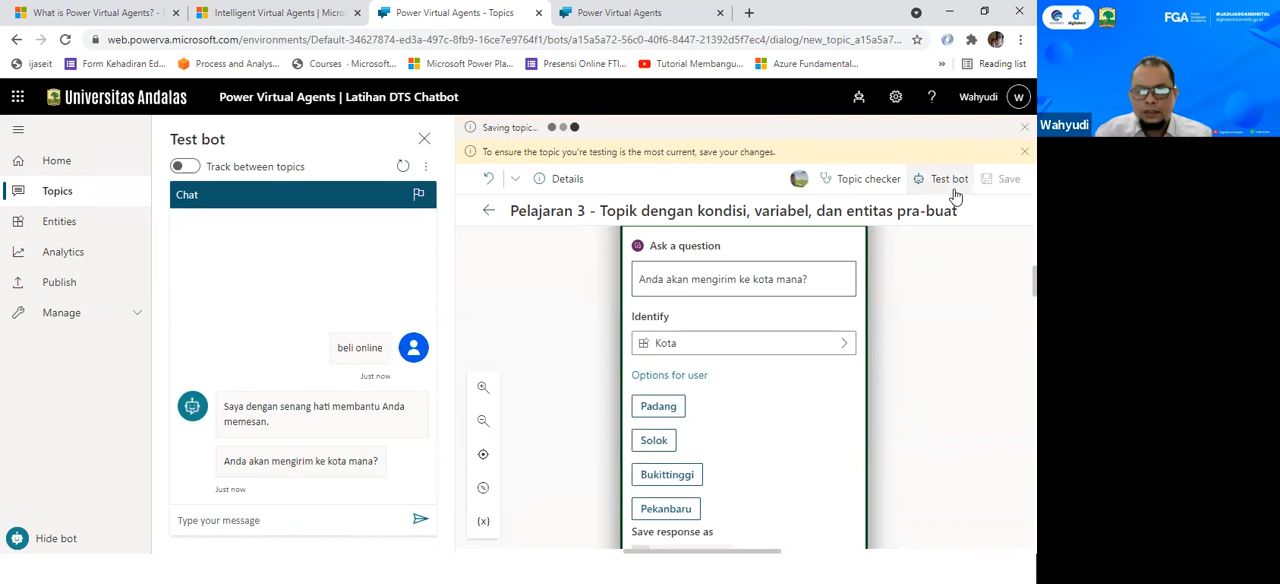 What is Power Virtual Agents? -
Intelligent Virtual Agents | Micros
Power Virtual Agents - Topics
Power Virtual Agents
web.powerva.microsoft.com/environments/Default-34627874-ed3a-497c-8fb9-16ce7e9764f1/bots/a15a5a72-56c0-40f6-8447-21392d5f7ec4/dialog/new_topic_a15a5a7...
ijaseit
Form Kehadiran Ed...
Process and Analys...
Courses - Microsoft...
Microsoft Power Pla...
Presensi Online FTI...
Tutorial Membangu...
Azure Fundamental...
»
Reading list
Universitas Andalas
Power Virtual Agents | Latihan DTS Chatbot
?
Wahyudi
W
Home
Topics
Entities
Analytics
Publish
Manage
Hide bot
Test bot
Track between topics
Chat
beli online
Just now
Saya dengan senang hati membantu Anda
memesan.
Anda akan mengirim ke kota mana?
Just now
Type your message
Saving topic...
To ensure the topic you're testing is the most current, save your changes.
Details
Topic checker
Test bot
Save
Pelajaran 3 - Topik dengan kondisi, variabel, dan entitas pra-buat
Ask a question
Anda akan mengirim ke kota mana?
Identify
Kota
Options for user
Padang
Solok
Bukittinggi
Pekanbaru
Save response as
{x}
FGA
Wahyudi